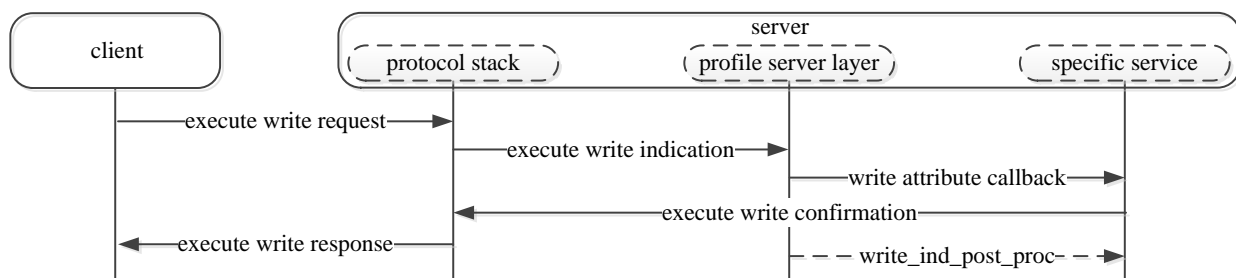 server
client
protocol stack
profile server layer
specific service
execute write request
execute write indication
write attribute callback
execute write confirmation
execute write response
write_ind_post_proc